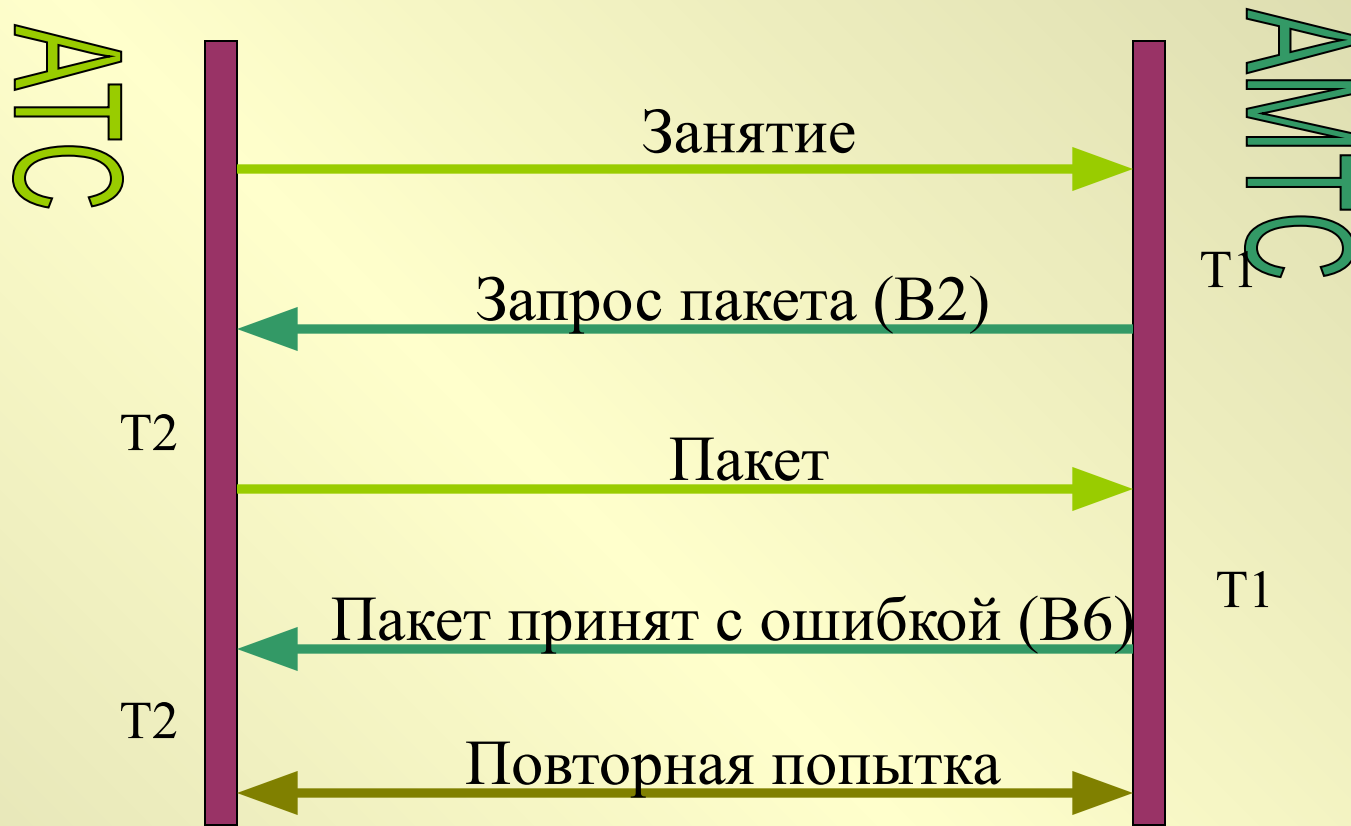 АТС
АМТС
Занятие
Т1
Запрос пакета (В2)
Т2
Пакет
Т1
Пакет принят с ошибкой (В6)
Т2
Повторная попытка